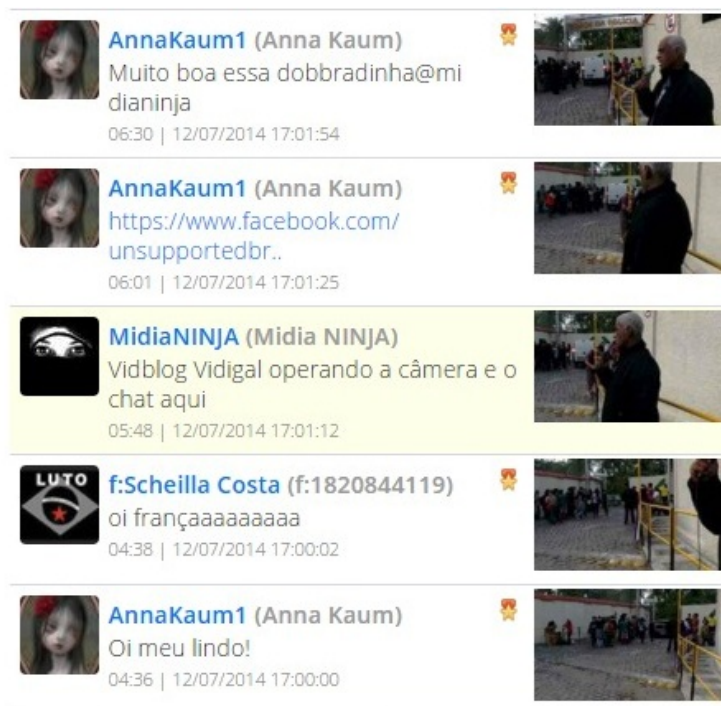 AnnaKaum1 (Anna Kaum)
Muito boa essa dobbradinha@mi
dianinja
06:30 | 12/07/2014 17:01:54
AnnaKaum1 (Anna Kaum)
https://www.facebook.com/
unsupportedbr..
06:01 | 12/07/2014 17:01:25
MidiaNINJA (Midia NINJA)
Vidblog Vidigal operando a câmera e o
chat aqui
05:48 | 12/07/2014 17:01:12
LUTO
f:Scheilla Costa (f:1820844119)
oi françaaaaaaaaa
04:38 | 12/07/2014 17:00:02
AnnaKaum1 (Anna Kaum)
Oi meu lindo!
04:36 | 12/07/2014 17:00:00